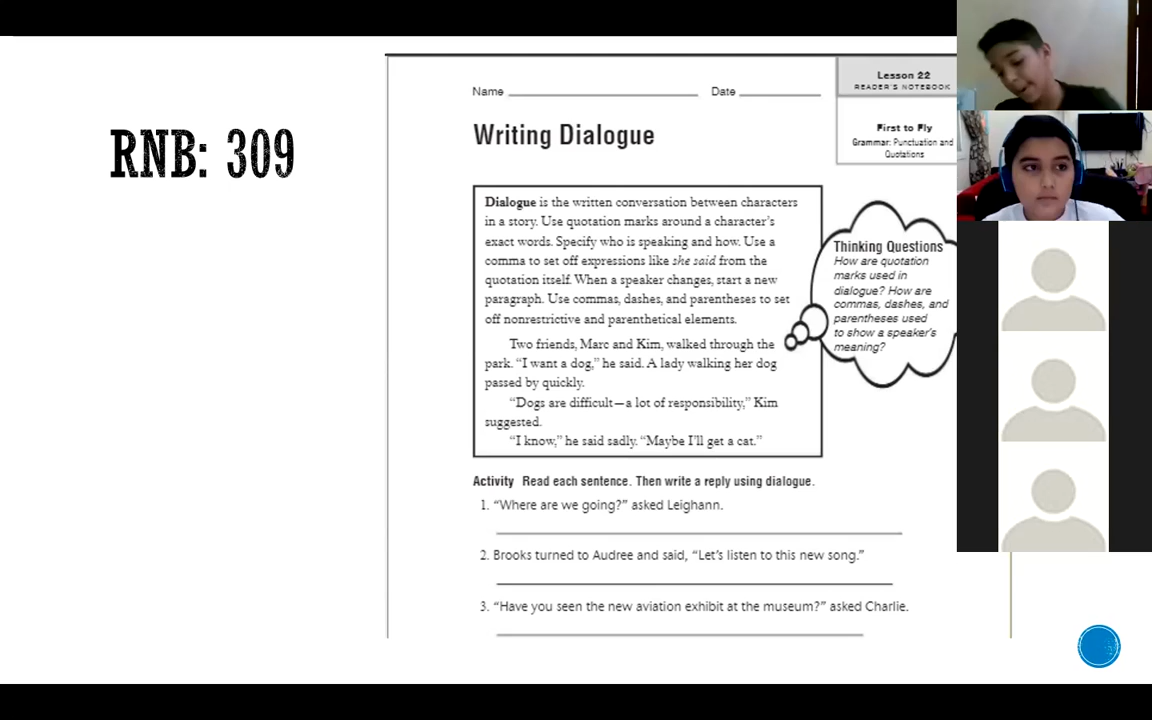 RNB: 309
Name
Date
Lesson 22
READER'S NOTEBOOK
First to Fly
Grammar: Punctuation and
Quotations
Writing Dialogue
Dialogue is the written conversation between characters
in a story. Use quotation marks around a character's
exact words. Specify who is speaking and how. Use a
comma to set off expressions like she said from the
quotation itself. When a speaker changes, start a new
paragraph. Use commas, dashes, and parentheses to set
off nonrestrictive and parenthetical elements.
Two friends, Marc and Kim, walked through the
park. “I want a dog,” he said. A lady walking her dog
passed by quickly.
“Dogs are difficult—a lot of responsibility,” Kim
suggested.
“I know,” he said sadly. “Maybe I'll get a cat.”
Thinking Questions
How are quotation
marks used in
dialogue? How are
commas, dashes, and
parentheses used
to show a speaker's
meaning?
Activity Read each sentence. Then write a reply using dialogue.
1. “Where are we going?” asked Leighann.
2. Brooks turned to Audree and said, “Let's listen to this new song.”
3. “Have you seen the new aviation exhibit at the museum?” asked Charlie.